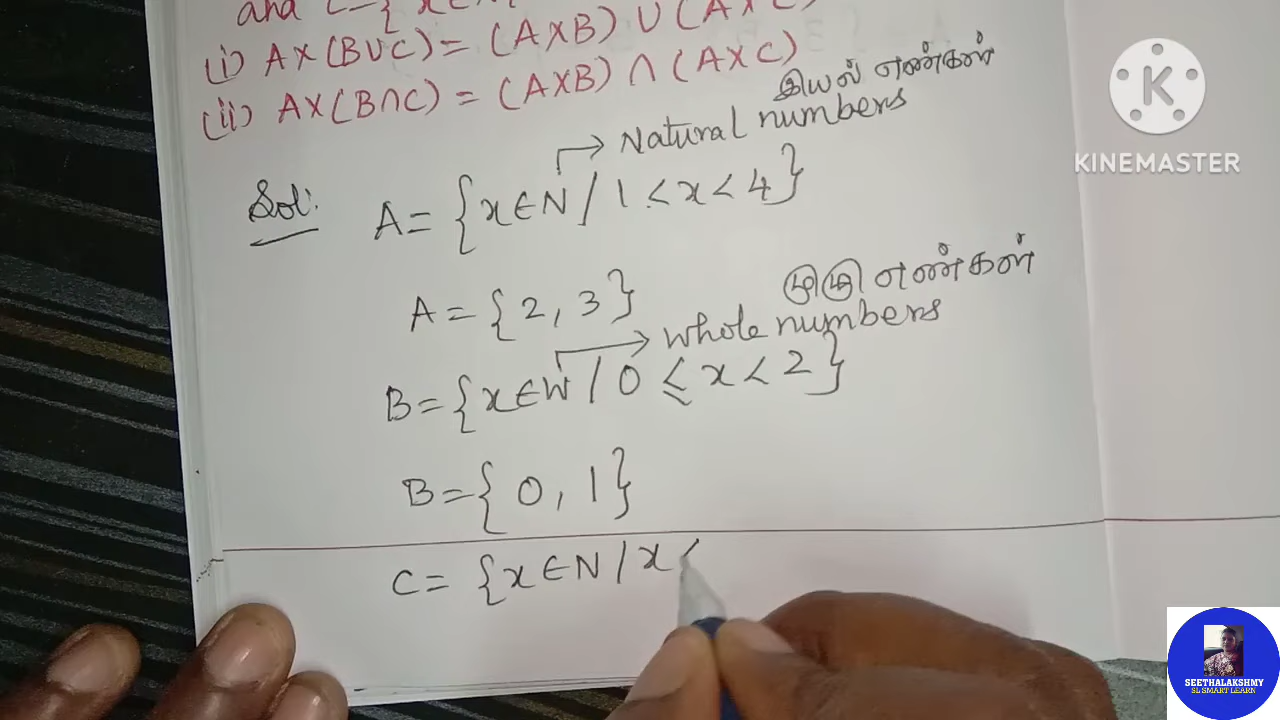 and C = { x ∈ N
(i) A×(B∪C) = (A×B) ∪ (A×C)
(ii) A×(B∩C) = (A×B) ∩ (A×C)
இயல் எண்கள்
Natural numbers
Sol:
A = {x∈N / 1 < x < 4}
A = {2, 3}
முழு எண்கள்
Whole numbers
B = {x∈W / 0 ≤ x < 2}
B = {0, 1}
C = {x∈N / x <
KINEMASTER
SEETHALAKSHMY
SL SMART LEARN